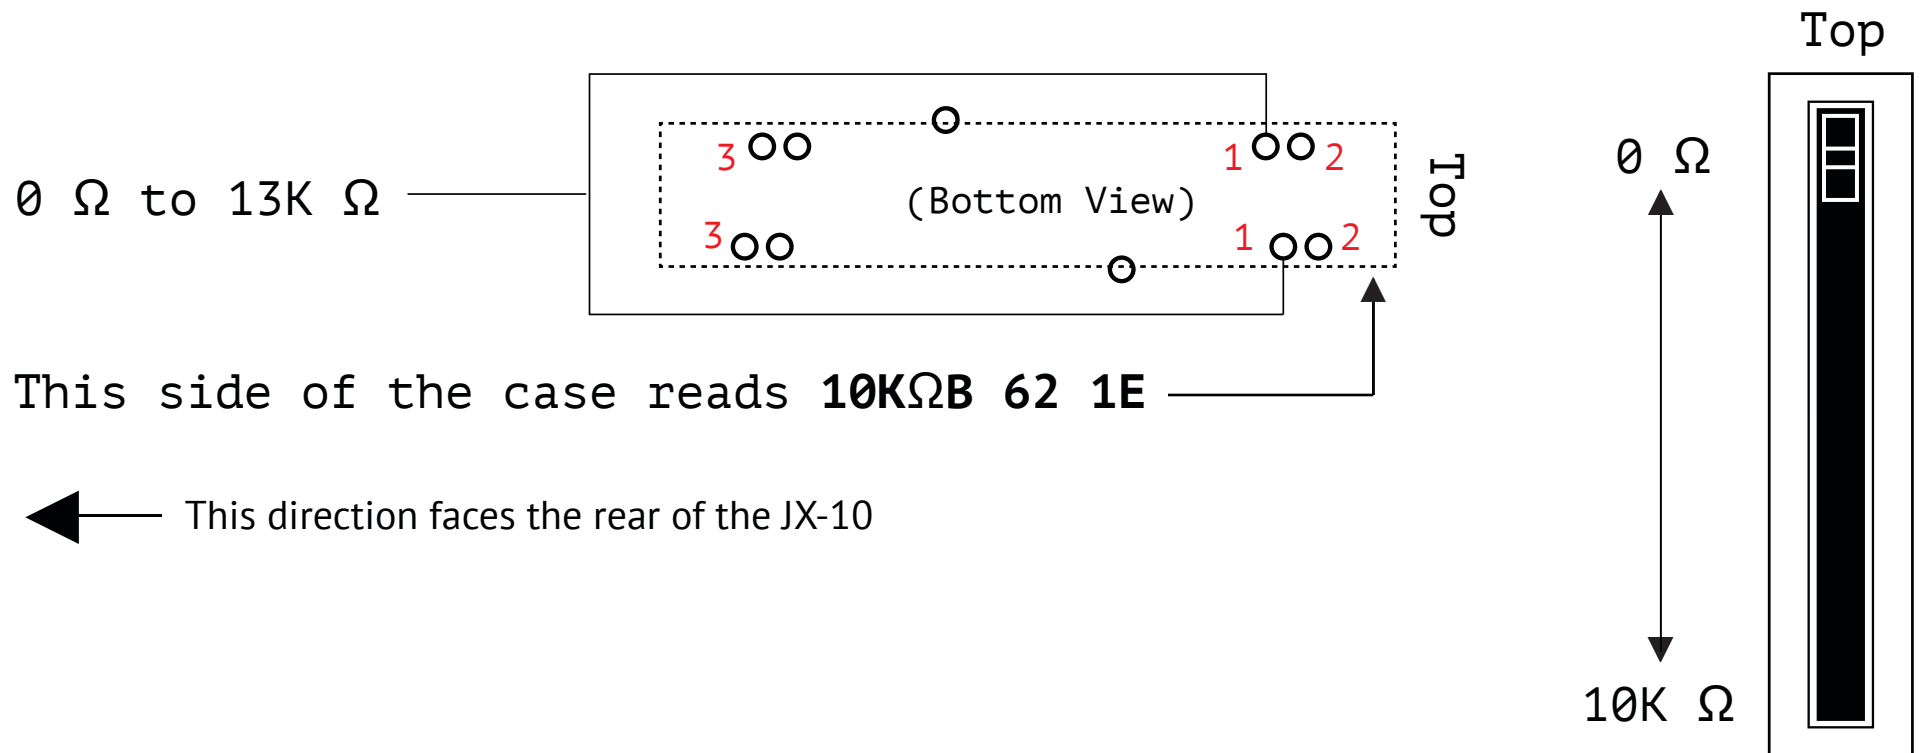 Top
0 Ω
3
1
2
Top
0 Ω to 13K Ω
(Bottom View)
3
1
2
This side of the case reads 10KΩB 62 1E
This direction faces the rear of the JX-10
10K Ω